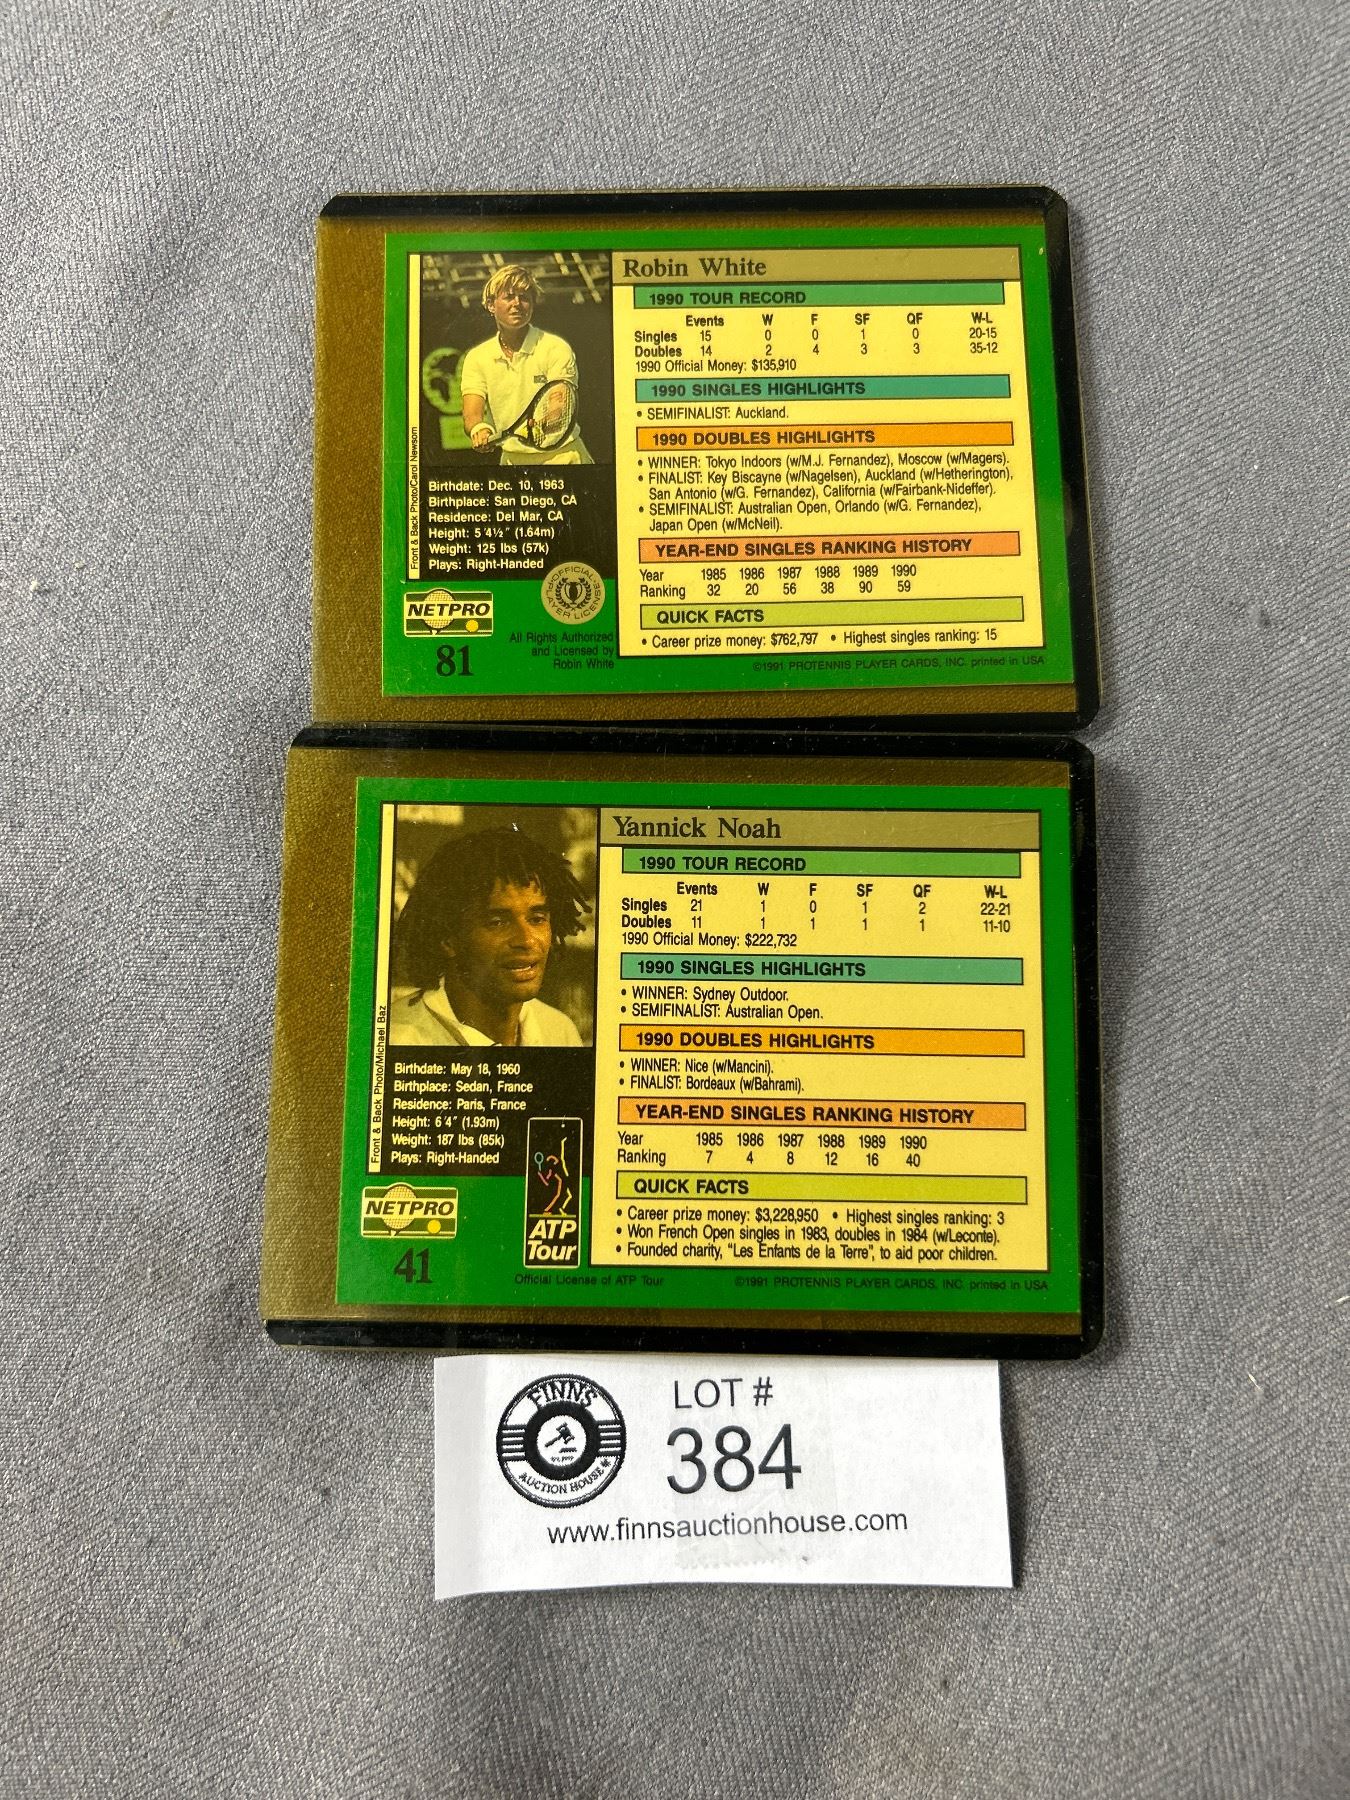 Robin White
1990 TOUR RECORD
Events W F SF QF W-L
Singles 15 0 0 1 0 20-15
Doubles 14 2 4 3 3 35-12
1990 Official Money: $135,910
1990 SINGLES HIGHLIGHTS
• SEMIFINALIST: Auckland.
1990 DOUBLES HIGHLIGHTS
• WINNER: Tokyo Indoors (w/M.J. Fernandez), Moscow (w/Magers).
• FINALIST: Key Biscayne (w/Nagelsen), Auckland (w/Hetherington),
San Antonio (w/G. Fernandez), California (w/Fairbank-Nideffer).
• SEMIFINALIST: Australian Open, Orlando (w/G. Fernandez),
Japan Open (w/McNeil).
YEAR-END SINGLES RANKING HISTORY
Year 1985 1986 1987 1988 1989 1990
Ranking 32 20 56 38 90 59
QUICK FACTS
• Career prize money: $762,797 • Highest singles ranking: 15
©1991 PROTENNIS PLAYER CARDS, INC. printed in USA
Front & Back Photo/Carol Newsom
Birthdate: Dec. 10, 1963
Birthplace: San Diego, CA
Residence: Del Mar, CA
Height: 5'4½" (1.64m)
Weight: 125 lbs (57k)
Plays: Right-Handed
NETPRO
81
OFFICIAL PLAYER LICENSE
All Rights Authorized
and Licensed by
Robin White
Yannick Noah
1990 TOUR RECORD
Events W F SF QF W-L
Singles 21 1 0 1 2 22-21
Doubles 11 1 1 1 1 11-10
1990 Official Money: $222,732
1990 SINGLES HIGHLIGHTS
• WINNER: Sydney Outdoor.
• SEMIFINALIST: Australian Open.
1990 DOUBLES HIGHLIGHTS
• WINNER: Nice (w/Mancini).
• FINALIST: Bordeaux (w/Bahrami).
YEAR-END SINGLES RANKING HISTORY
Year 1985 1986 1987 1988 1989 1990
Ranking 7 4 8 12 16 40
QUICK FACTS
• Career prize money: $3,228,950 • Highest singles ranking: 3
• Won French Open singles in 1983, doubles in 1984 (w/Leconte).
• Founded charity, "Les Enfants de la Terre", to aid poor children.
©1991 PROTENNIS PLAYER CARDS, INC. printed in USA
Front & Back Photo/Michael Baz
Birthdate: May 18, 1960
Birthplace: Sedan, France
Residence: Paris, France
Height: 6'4" (1.93m)
Weight: 187 lbs (85k)
Plays: Right-Handed
NETPRO
41
ATP
Tour
Official License of ATP Tour
FINNS
AUCTION HOUSE
LOT #
384
www.finnsauctionhouse.com